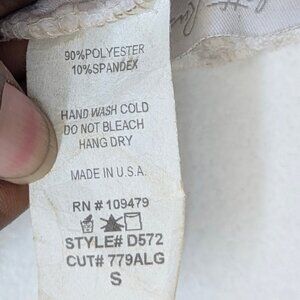 90%POLYESTER
10%SPANDEX
HAND WASH COLD
DO NOT BLEACH
HANG DRY
MADE IN U.S.A.
RN # 109479
STYLE# D572
CUT# 779ALG
S